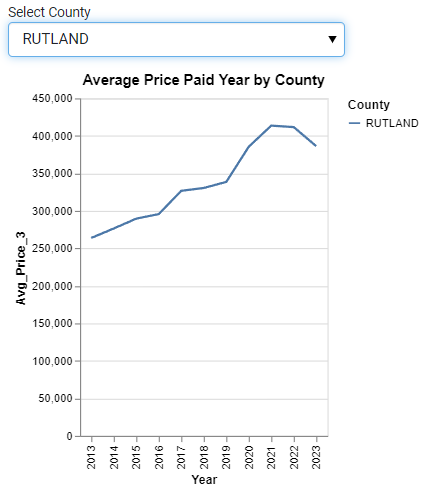 Select County
RUTLAND
Average Price Paid Year by County
County
RUTLAND
Avg_Price_3
450,000
400,000
350,000
300,000
250,000
200,000
150,000
100,000
50,000
0
2013 2014 2015 2016 2017 2018 2019 2020 2021 2022 2023
Year